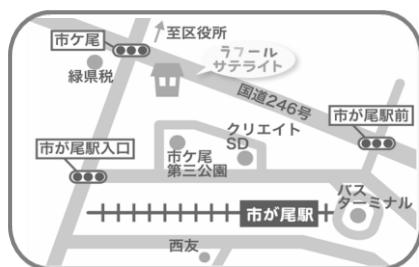 至区役所
市ケ尾
ラフール
サテライト
緑県税
国道246号
クリエイト
SD
市が尾駅前
市が尾駅入口
市ケ尾
第三公園
バス
ターミナル
市が尾駅
西友